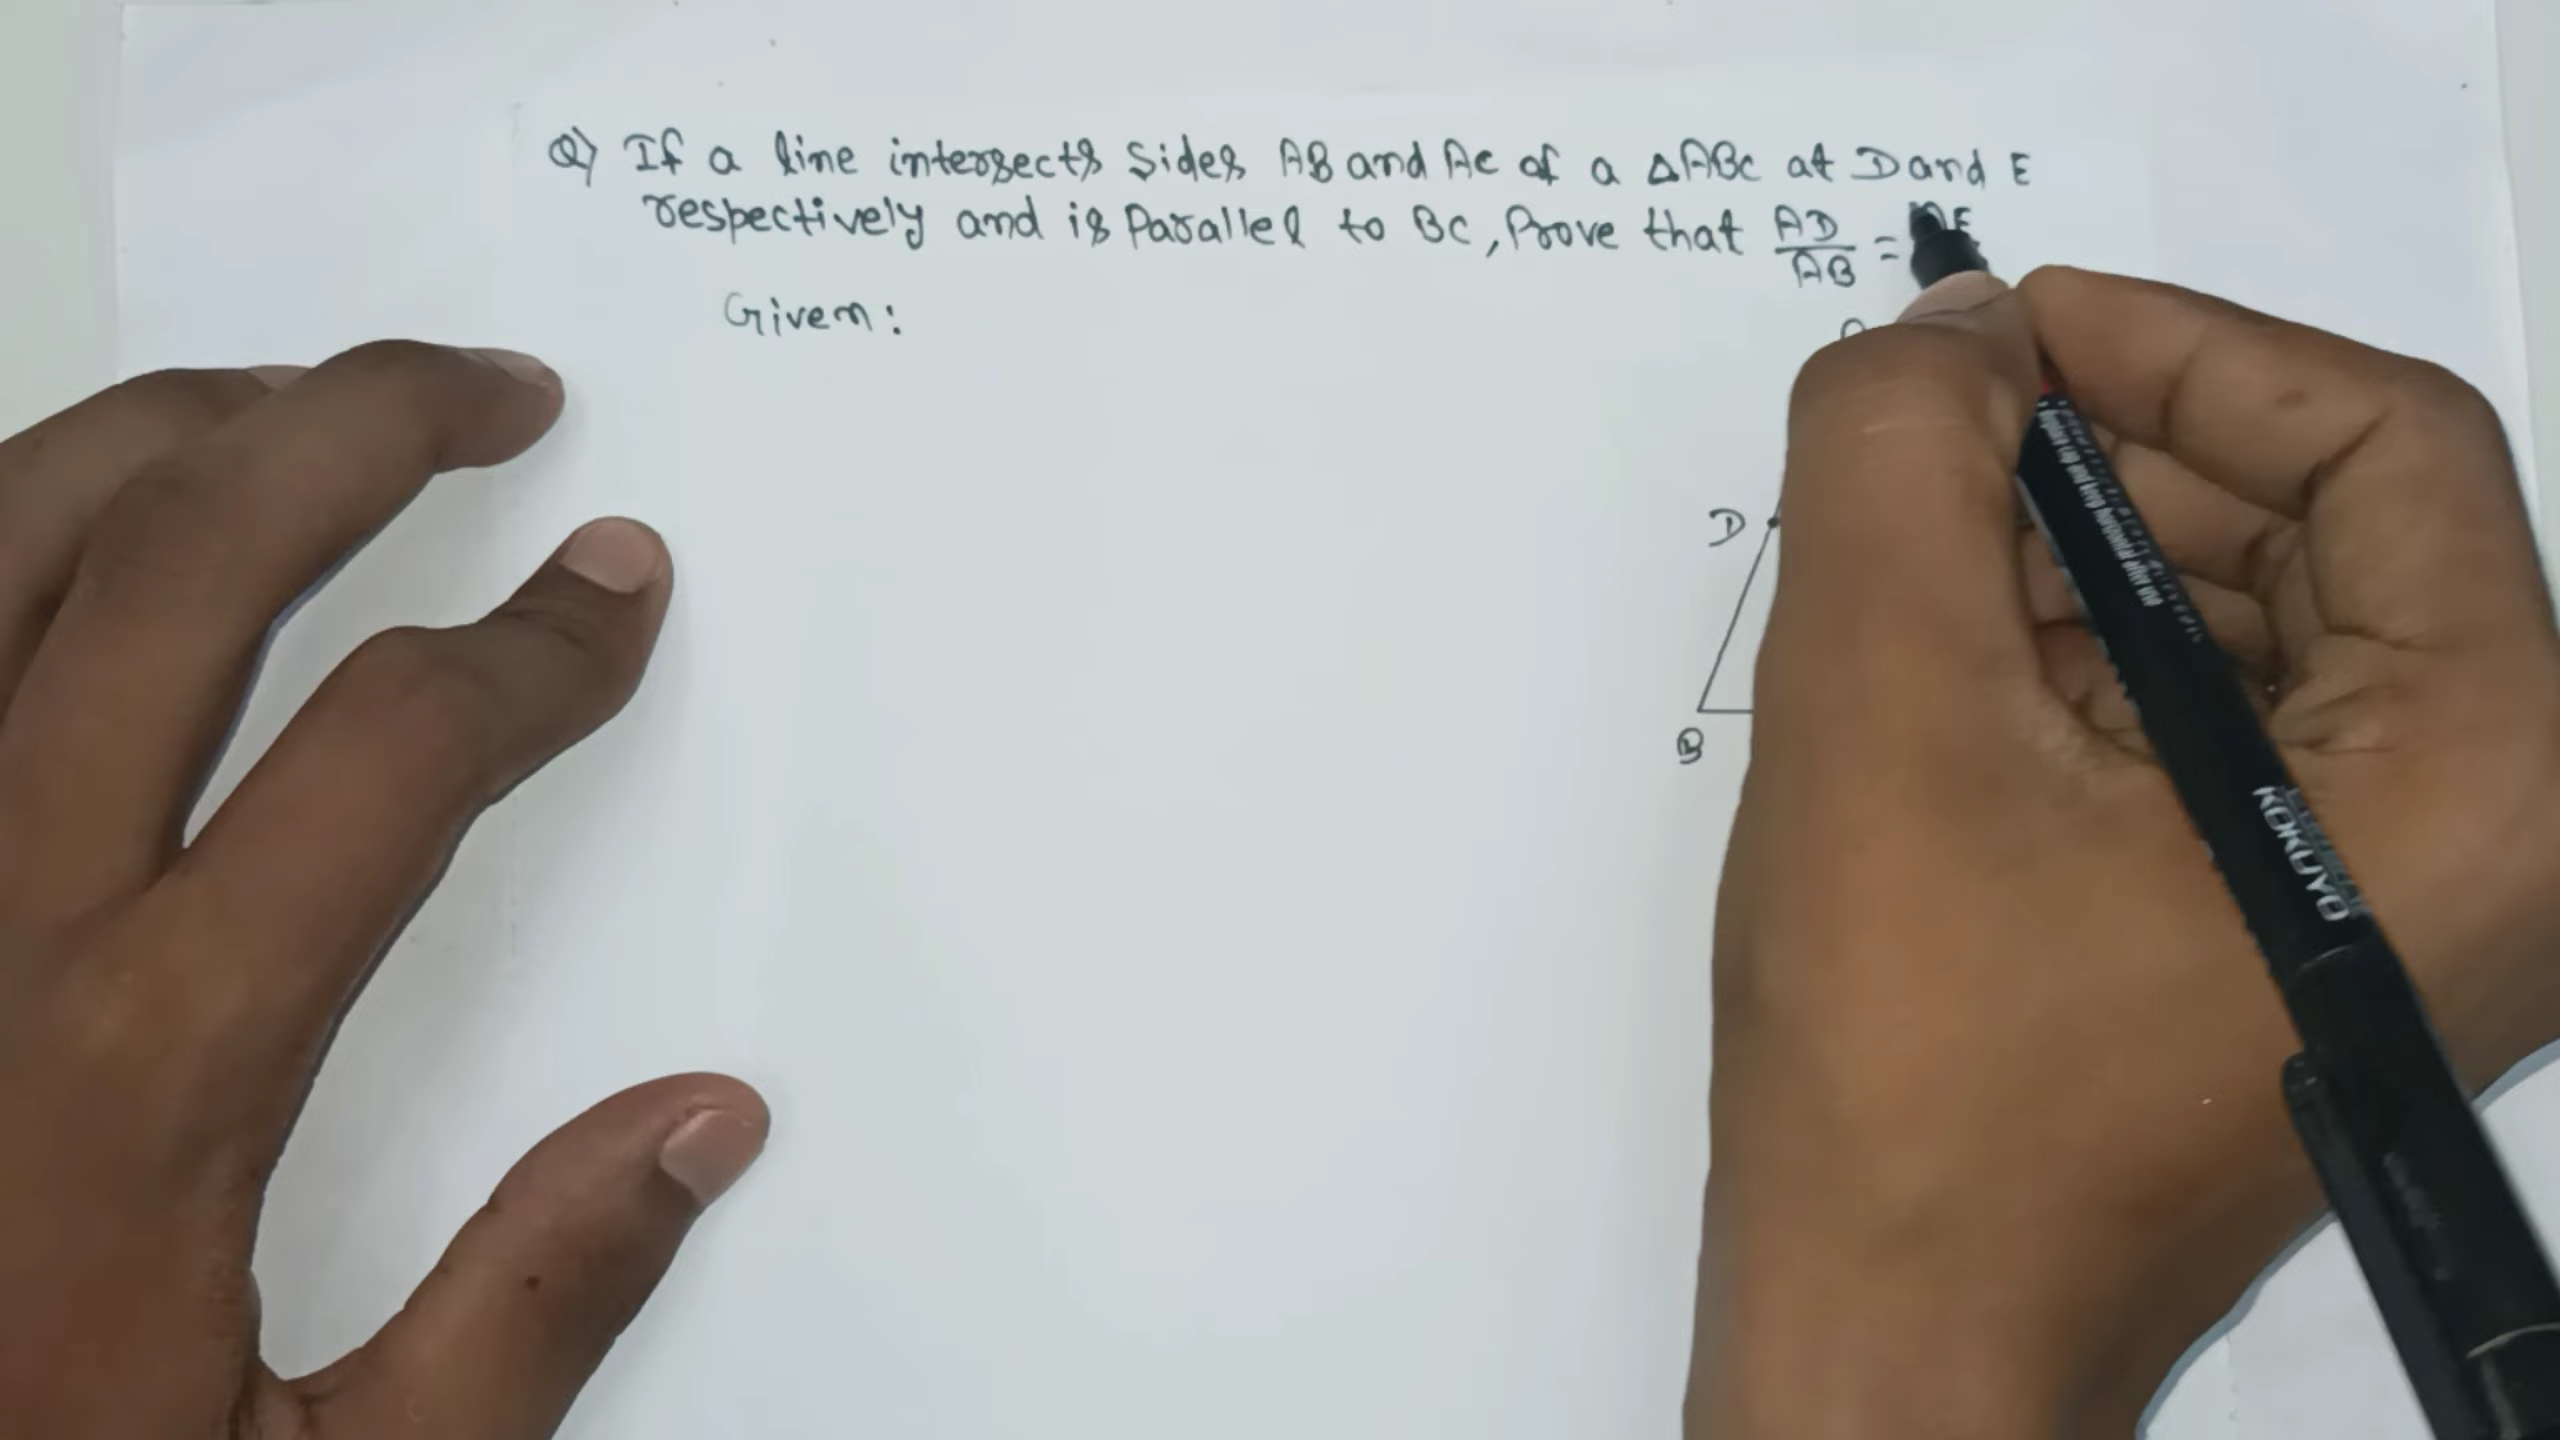 Q) If a line intersects sides AB and AC of a △ABC at D and E
respectively and is Parallel to BC, Prove that AD/AB =
Given:
D
B
KOKUYO